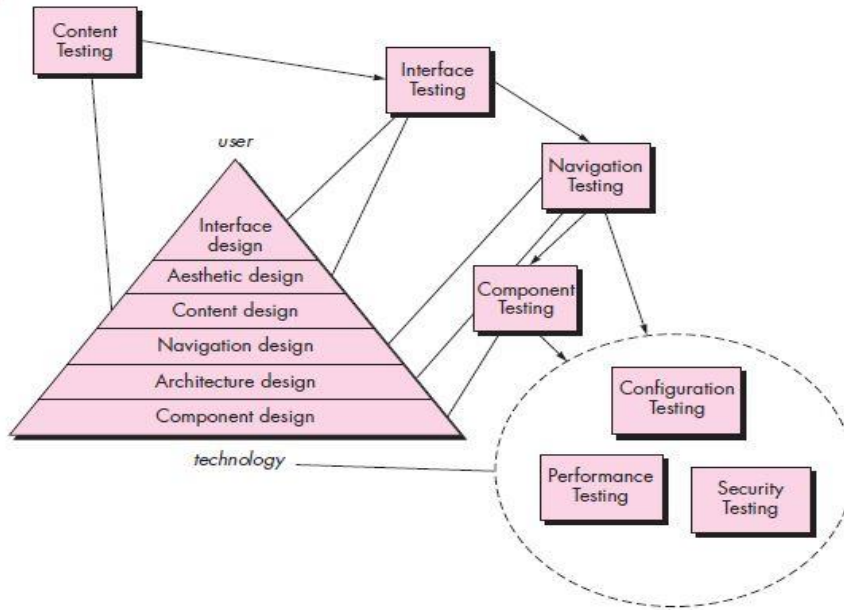 Content
Testing
Interface
Testing
user
Navigation
Testing
Interface
design
Aesthetic design
Content design
Navigation design
Architecture design
Component design
technology
Component
Testing
Configuration
Testing
Performance
Testing
Security
Testing